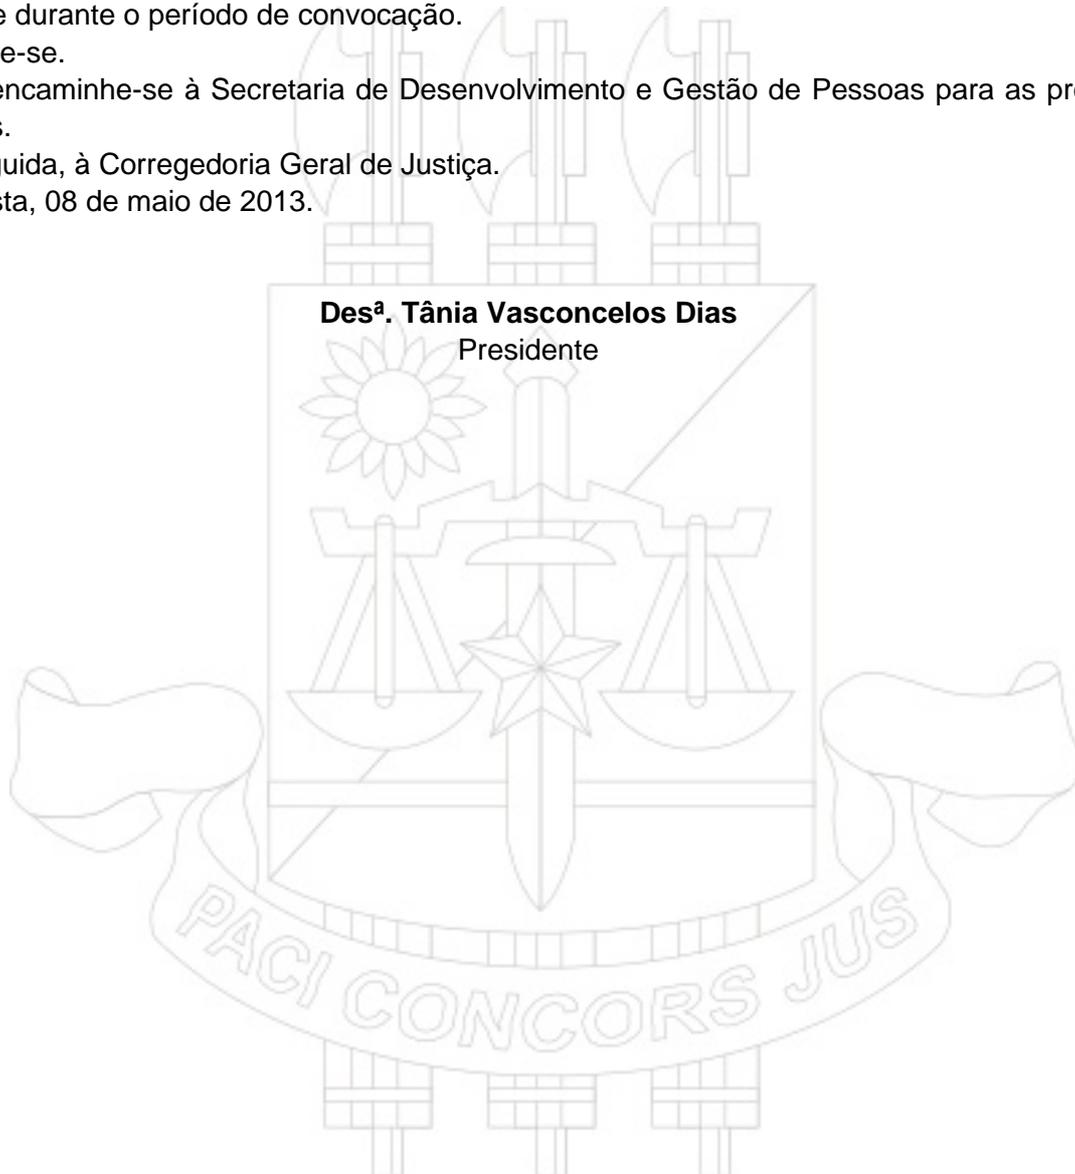 e durante o período de convocação.
e-se.
encaminhe-se à Secretaria de Desenvolvimento e Gestão de Pessoas para as pr
s.
guida, à Corregedoria Geral de Justiça.
sta, 08 de maio de 2013.
Desª. Tânia Vasconcelos Dias
Presidente
PACI CONCORS JUS